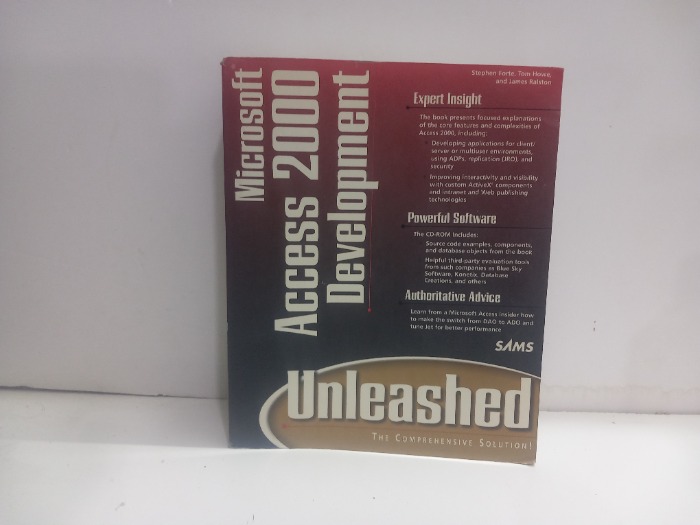 Microsoft
Access 2000
Development
Stephen Forte, Tom Howe,
and James Ralston
Expert Insight
The book presents focused explanations
of the core features and complexities of
Access 2000, including:
Developing applications for client/
server or multiuser environments,
using ADPs, replication (JRO), and
security
Improving interactivity and visibility
with custom ActiveX components
and intranet and Web publishing
technologies
Powerful Software
The CD-ROM includes:
Source code examples, components,
and database objects from the book
Helpful third-party evaluation tools
from such companies as Blue Sky
Software, Database
Creations, and others
Authoritative Advice
Learn from a Microsoft Access insider how
to make the switch from DAO to ADO and
tune Jet for better performance
SAMS
Unleashed
THE COMPREHENSIVE SOLUTION!